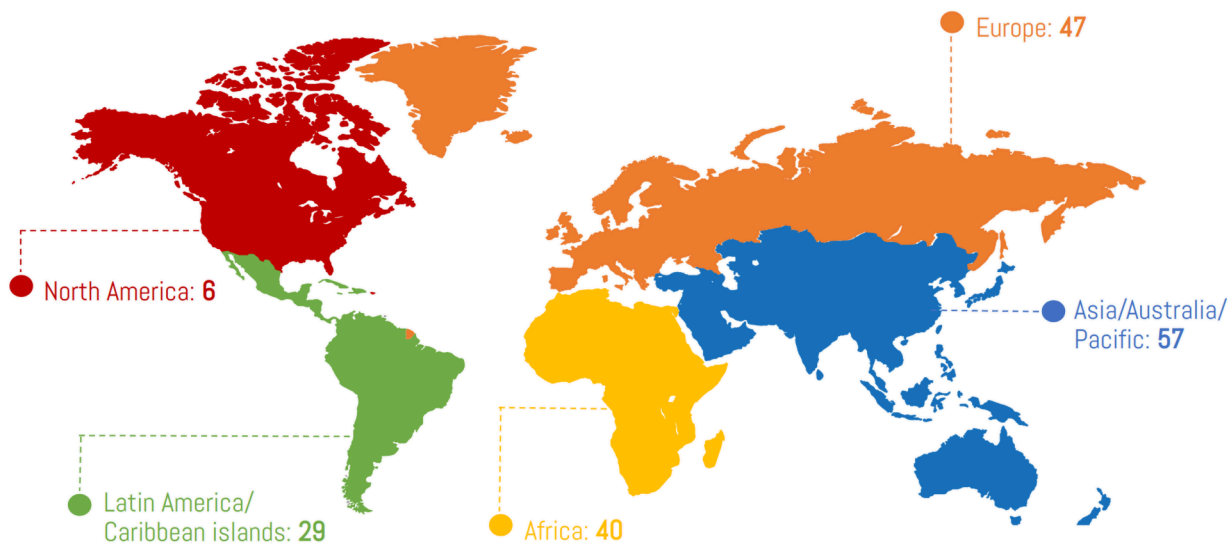 Europe: 47
North America: 6
Asia/Australia/
Pacific: 57
Latin America/
Caribbean islands: 29
Africa: 40